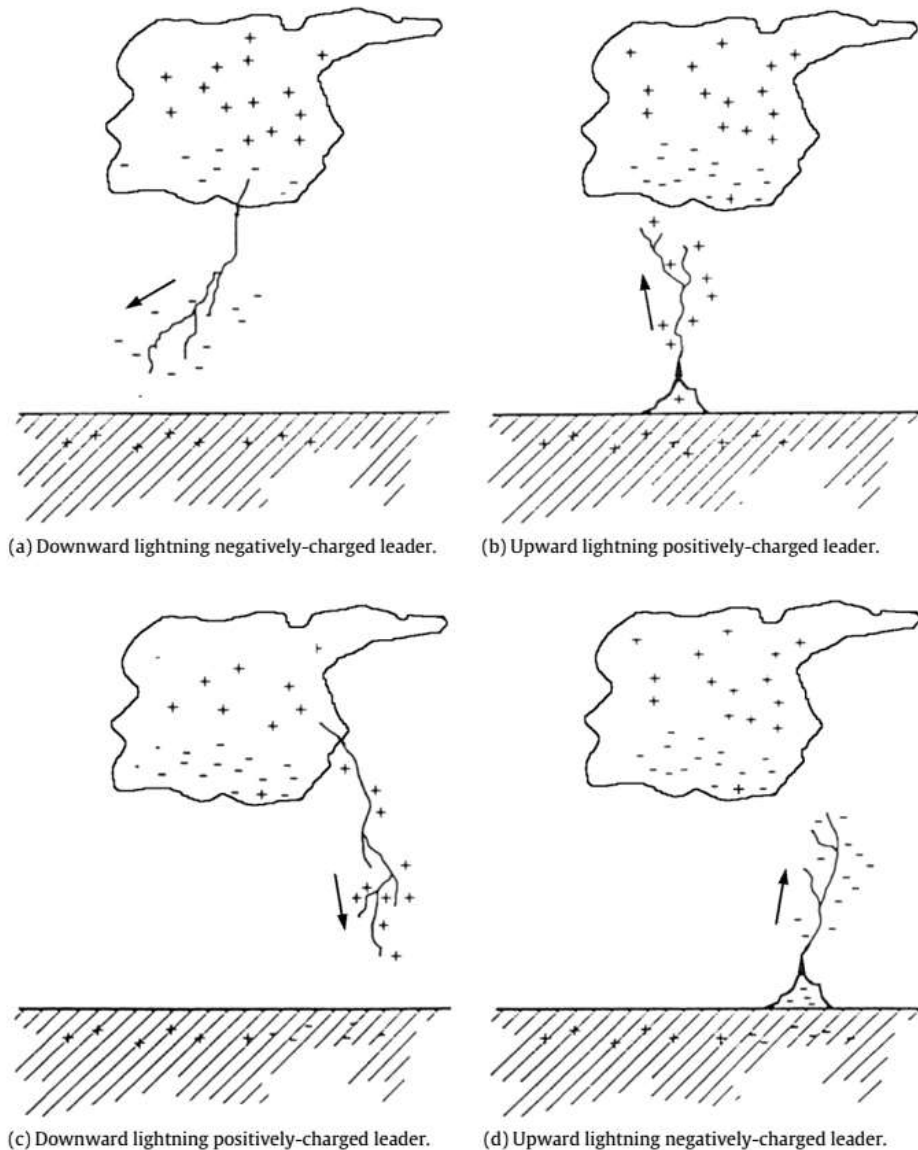 (a) Downward lightning negatively-charged leader.
(b) Upward lightning positively-charged leader.
(c) Downward lightning positively-charged leader.
(d) Upward lightning negatively-charged leader.